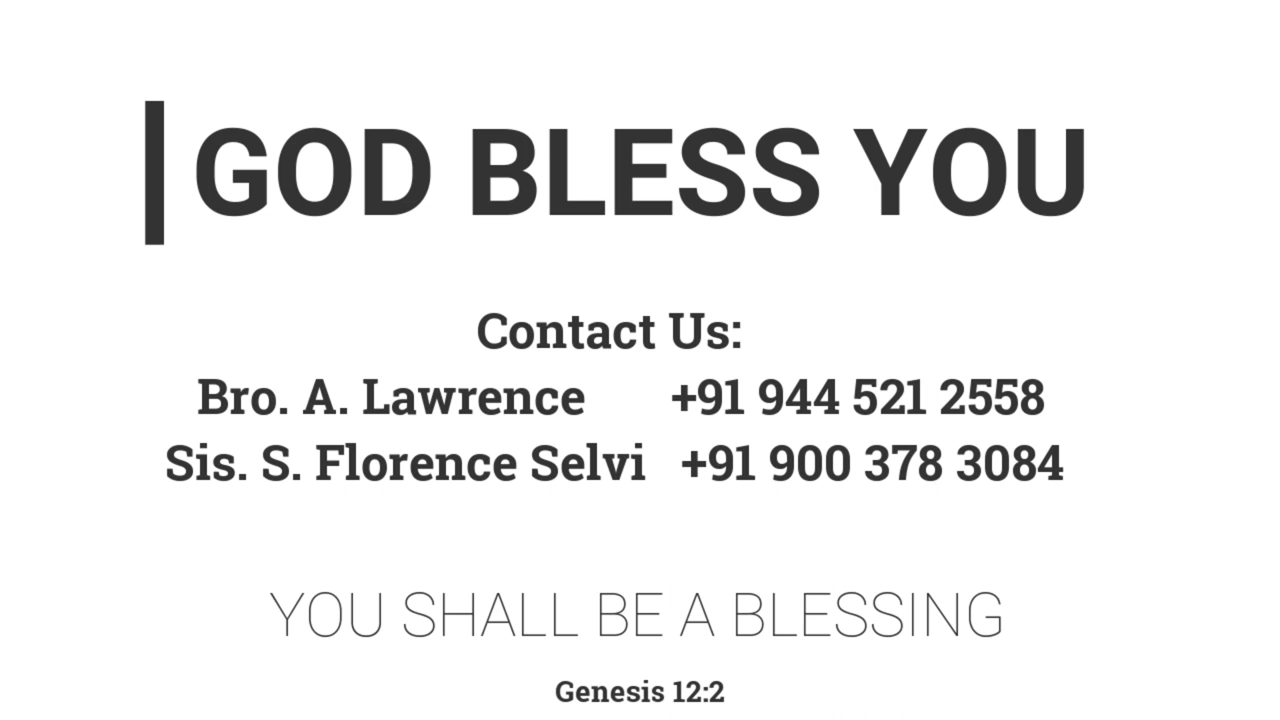 GOD BLESS YOU
Contact Us:
Bro. A. Lawrence +91 944 521 2558
Sis. S. Florence Selvi +91 900 378 3084
YOU SHALL BE A BLESSING
Genesis 12:2